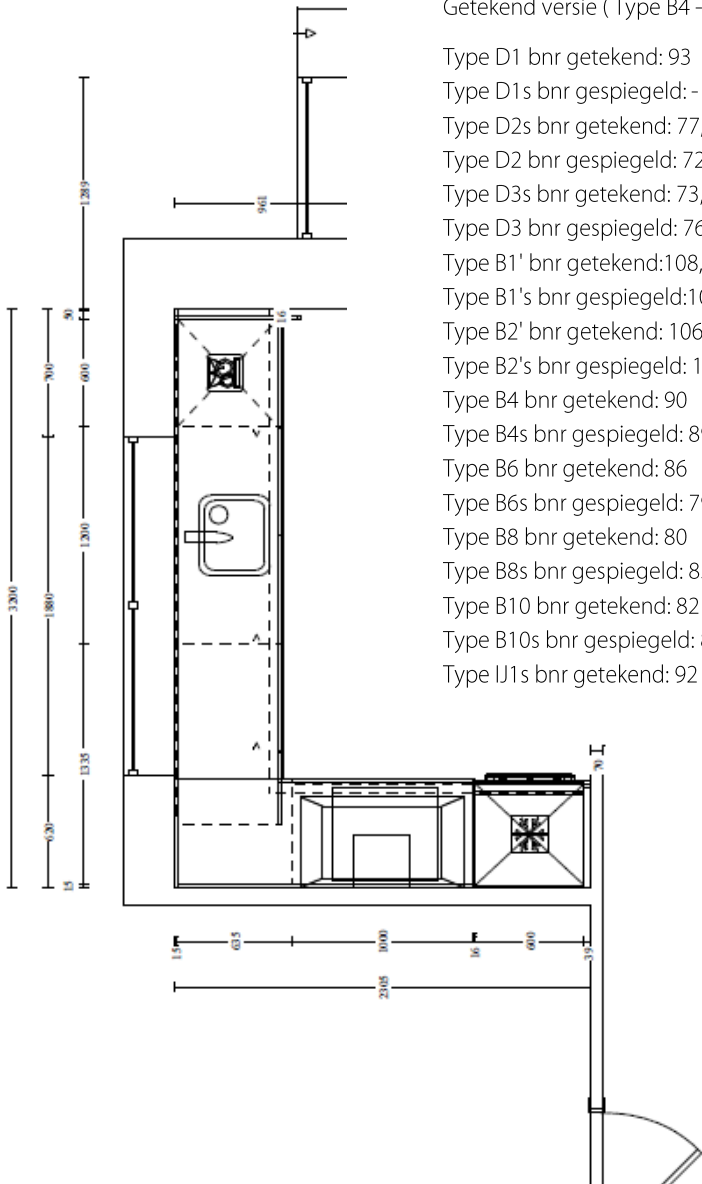 Getekend versie ( Type B4 -
Type D1 bnr getekend: 93
Type D1s bnr gespiegeld: -
Type D2s bnr getekend: 77,
Type D2 bnr gespiegeld: 72
Type D3s bnr getekend: 73,
Type D3 bnr gespiegeld: 76
Type B1' bnr getekend:108,
Type B1's bnr gespiegeld:10
Type B2' bnr getekend: 106
Type B2's bnr gespiegeld: 1
Type B4 bnr getekend: 90
Type B4s bnr gespiegeld: 89
Type B6 bnr getekend: 86
Type B6s bnr gespiegeld: 79
Type B8 bnr getekend: 80
Type B8s bnr gespiegeld:
Type B10 bnr getekend: 82
Type B10s bnr gespiegeld:
Type IJ1s bnr getekend: 92
1289
961
50
16
700
600
1200
3200
1880
1335
620
15
70
15
635
1000
16
600
39
2305